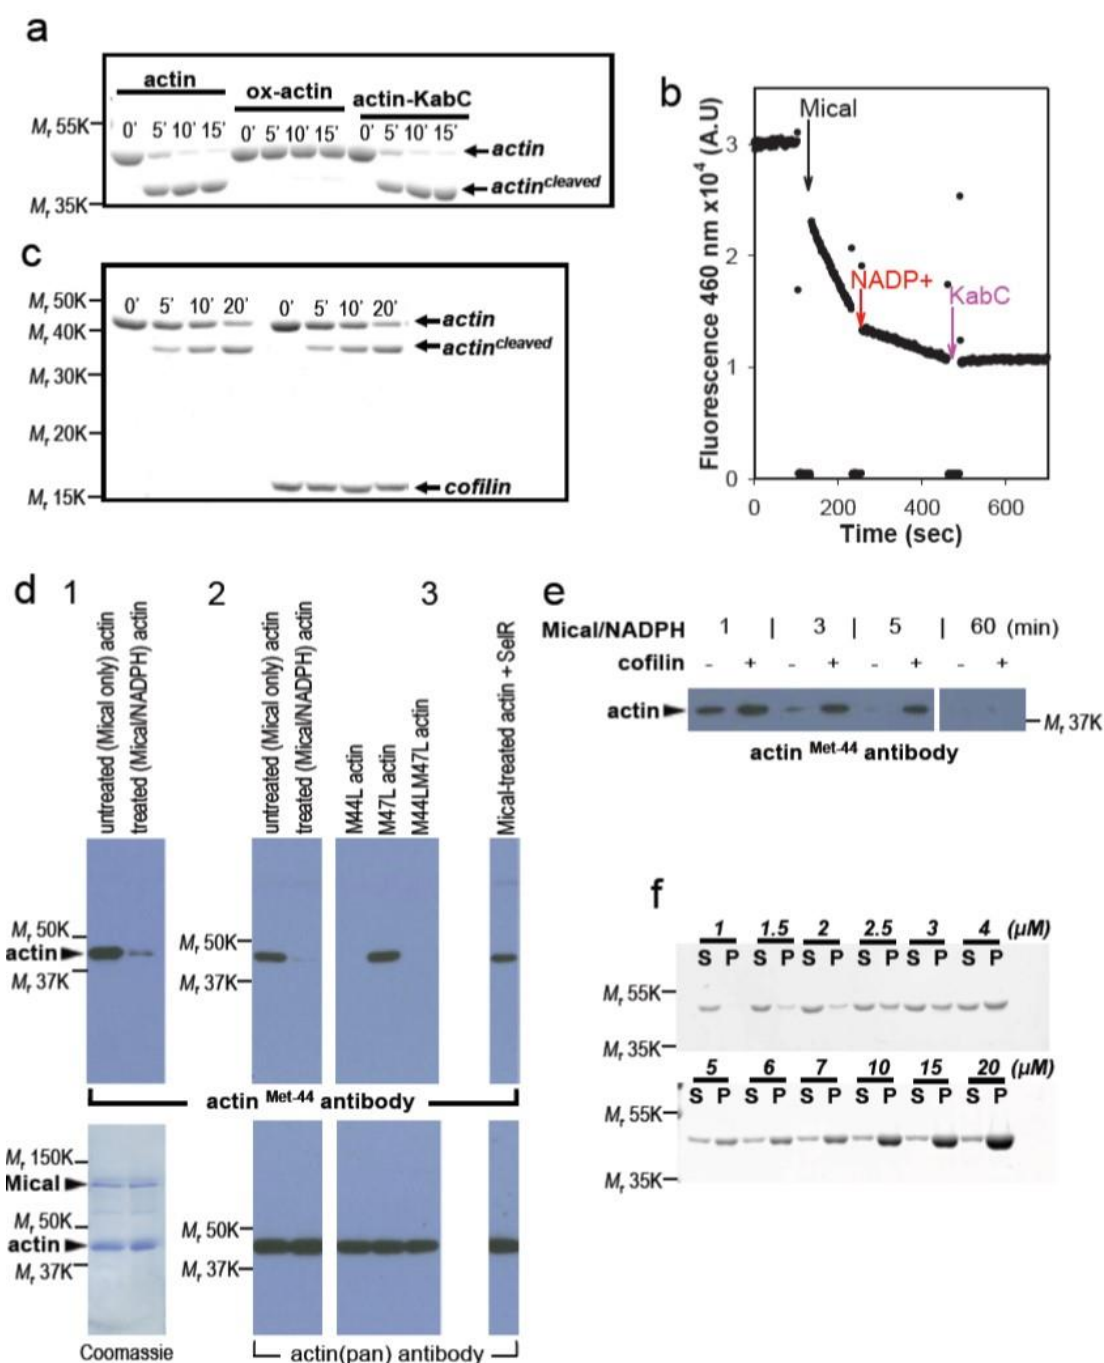 a
actin
ox-actin
actin-KabC
0' 5' 10' 15' 0' 5' 10' 15' 0' 5' 10' 15'
Mr 55K
actin
actin cleaved
Mr 35K
b
Fluorescence 460 nm x10⁴ (A.U)
3
2
1
0
Mical
NADP+
KabC
0 200 400 600
Time (sec)
c
Mr 50K
Mr 40K
Mr 30K
Mr 20K
Mr 15K
0' 5' 10' 20' 0' 5' 10' 20'
actin
actin cleaved
cofilin
d 1 2 3
untreated (Mical only) actin
treated (Mical/NADPH) actin
untreated (Mical only) actin
treated (Mical/NADPH) actin
M44L actin
M47L actin
M44LM47L actin
Mical-treated actin + SelR
Mr 50K
actin
Mr 37K
Mr 50K
Mr 37K
actin Met-44 antibody
Mr 150K
Mical
Mr 50K
actin
Mr 37K
Coomassie
Mr 50K
Mr 37K
actin(pan) antibody
e
Mical/NADPH 1 | 3 | 5 | 60 (min)
cofilin - + - + - + - +
actin
Mr 37K
actin Met-44 antibody
f
1 1.5 2 2.5 3 4 (µM)
S P S P S P S P S P S P
Mr 55K
Mr 35K
5 6 7 10 15 20 (µM)
S P S P S P S P S P S P
Mr 55K
Mr 35K